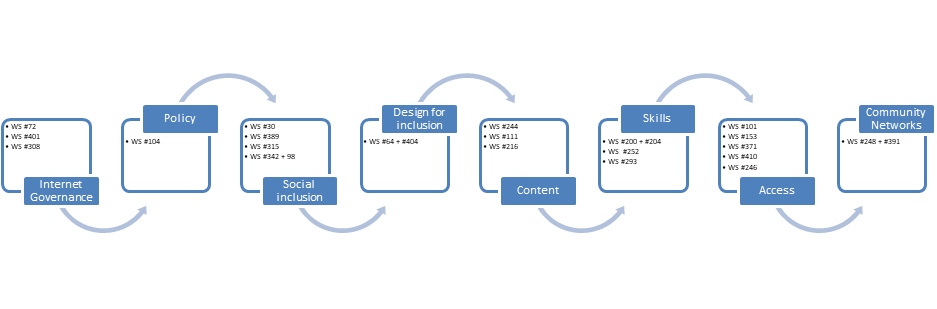 • WS #72
• WS #401
• WS #308
Internet
Governance
Policy
• WS #104
• WS #30
• WS #389
• WS #315
• WS #342 + 98
Social
inclusion
Design for
inclusion
• WS #64 + #404
• WS #244
• WS #111
• WS #216
Content
Skills
• WS #200 + #204
• WS #252
• WS #293
• WS #101
• WS #153
• WS #371
• WS #410
• WS #246
Access
Community
Networks
• WS #248 + #391